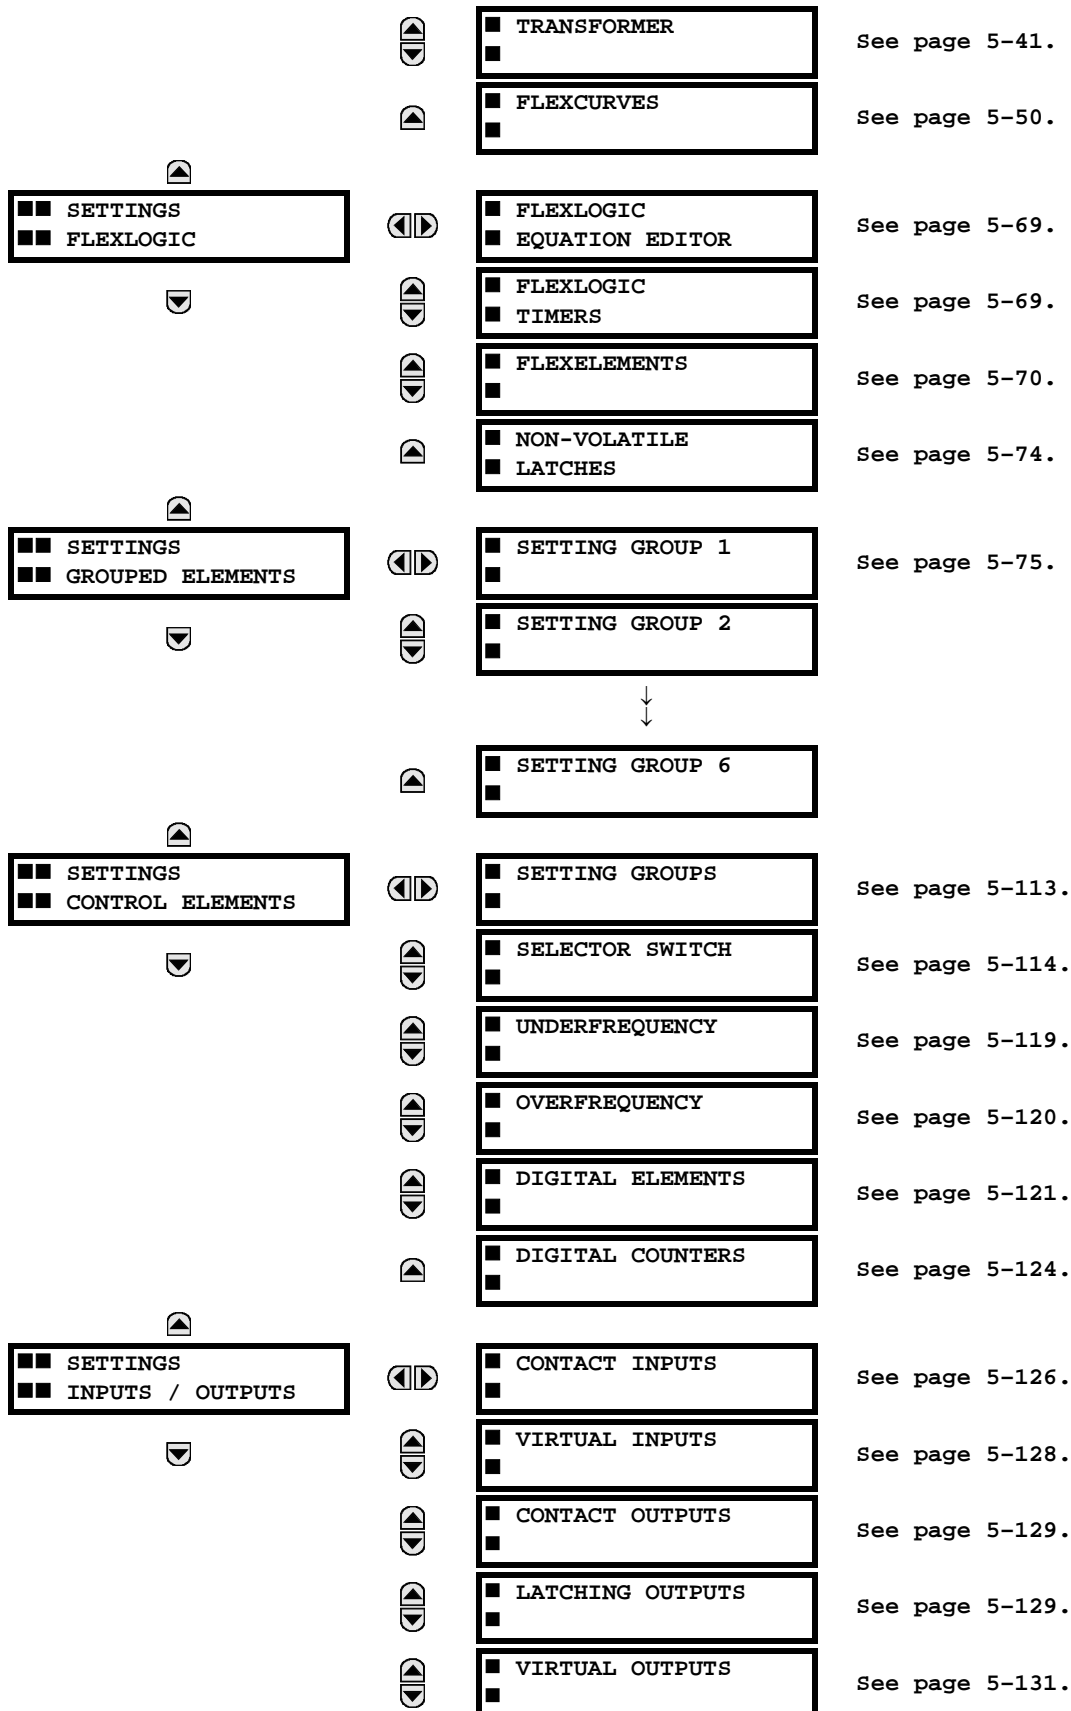 TRANSFORMER
See page 5-41.
FLEXCURVES
See page 5-50.
SETTINGS
FLEXLOGIC
FLEXLOGIC
EQUATION EDITOR
See page 5-69.
FLEXLOGIC
TIMERS
See page 5-69.
FLEXELEMENTS
See page 5-70.
NON-VOLATILE
LATCHES
See page 5-74.
SETTINGS
GROUPED ELEMENTS
SETTING GROUP 1
See page 5-75.
SETTING GROUP 2
↓
↓
SETTING GROUP 6
SETTINGS
CONTROL ELEMENTS
SETTING GROUPS
See page 5-113.
SELECTOR SWITCH
See page 5-114.
UNDERFREQUENCY
See page 5-119.
OVERFREQUENCY
See page 5-120.
DIGITAL ELEMENTS
See page 5-121.
DIGITAL COUNTERS
See page 5-124.
SETTINGS
INPUTS / OUTPUTS
CONTACT INPUTS
See page 5-126.
VIRTUAL INPUTS
See page 5-128.
CONTACT OUTPUTS
See page 5-129.
LATCHING OUTPUTS
See page 5-129.
VIRTUAL OUTPUTS
See page 5-131.